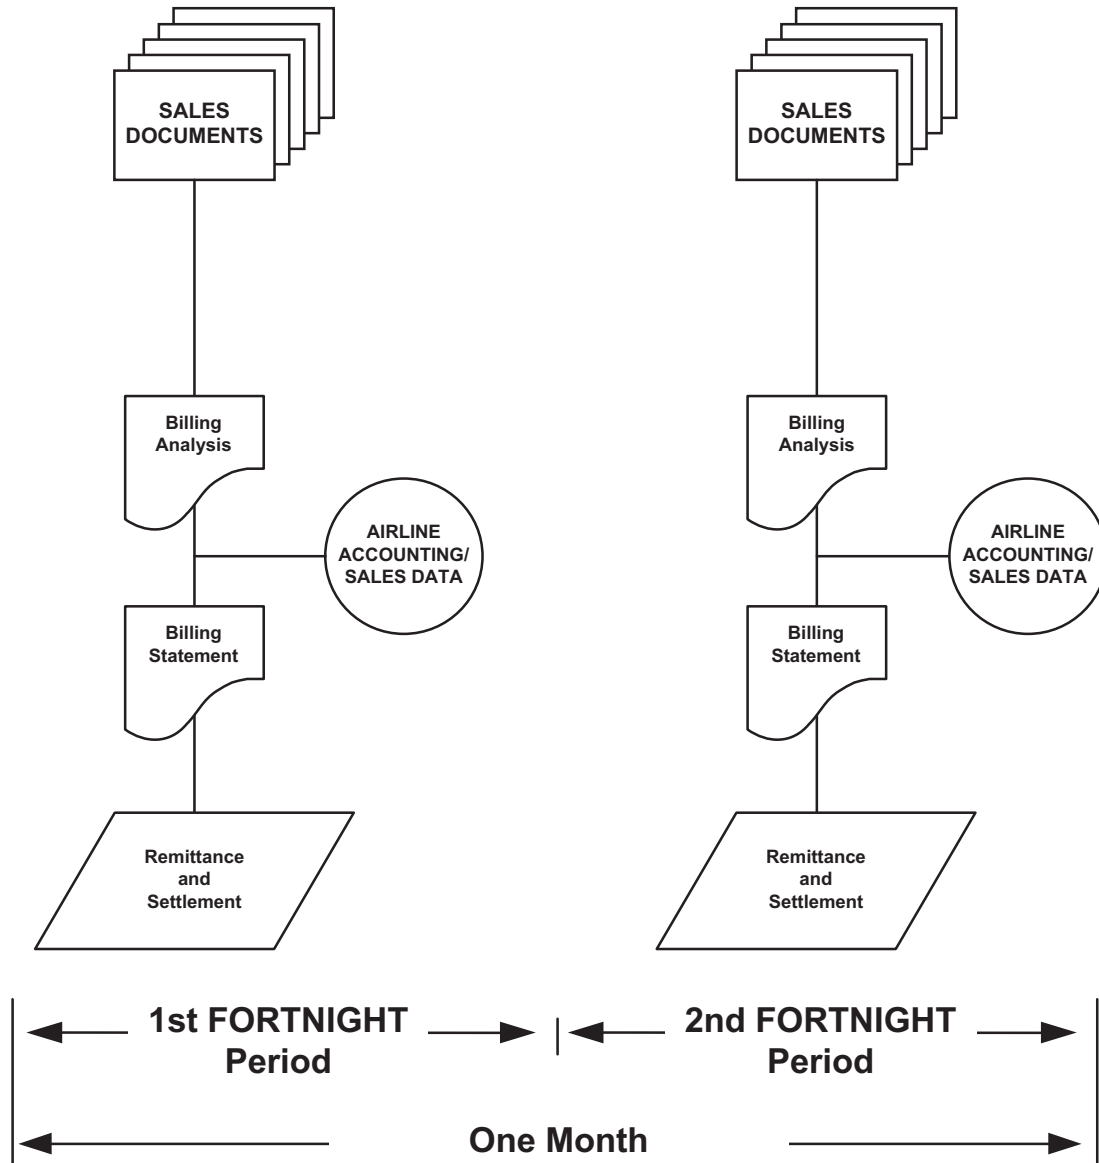 SALES
DOCUMENTS
Billing
Analysis
AIRLINE
ACCOUNTING/
SALES DATA
Billing
Statement
Remittance
and
Settlement
SALES
DOCUMENTS
Billing
Analysis
AIRLINE
ACCOUNTING/
SALES DATA
Billing
Statement
Remittance
and
Settlement
1st FORTNIGHT
Period
2nd FORTNIGHT
Period
One Month